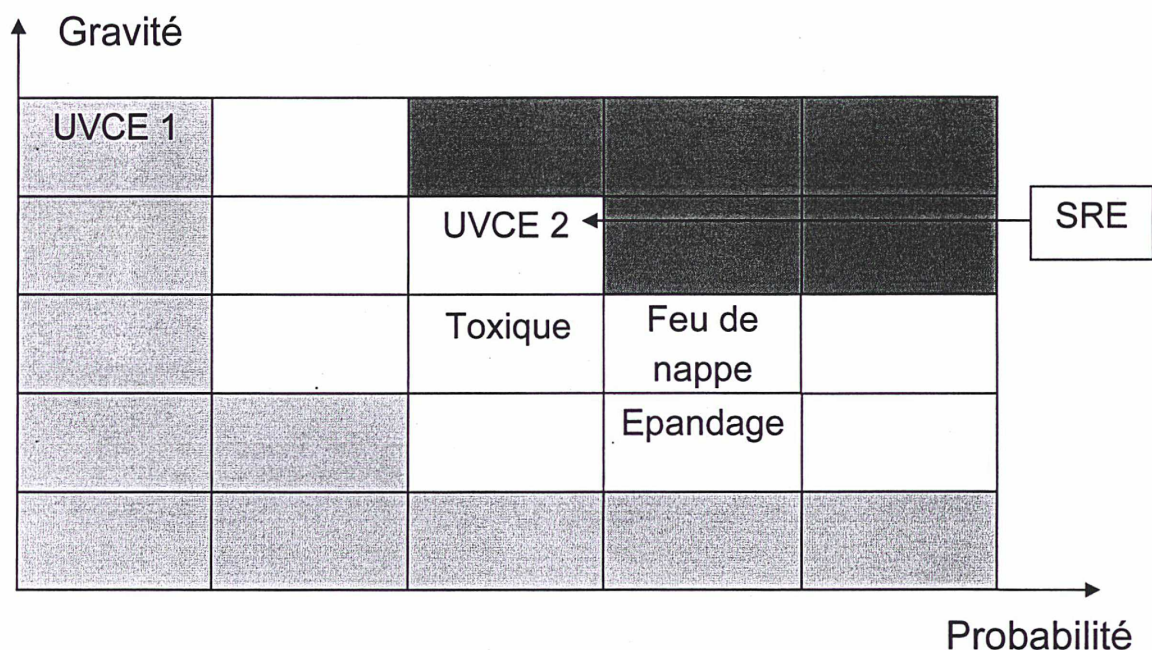 Gravité
UVCE 1
UVCE 2
SRE
Toxique
Feu de
nappe
Epandage
Probabilité